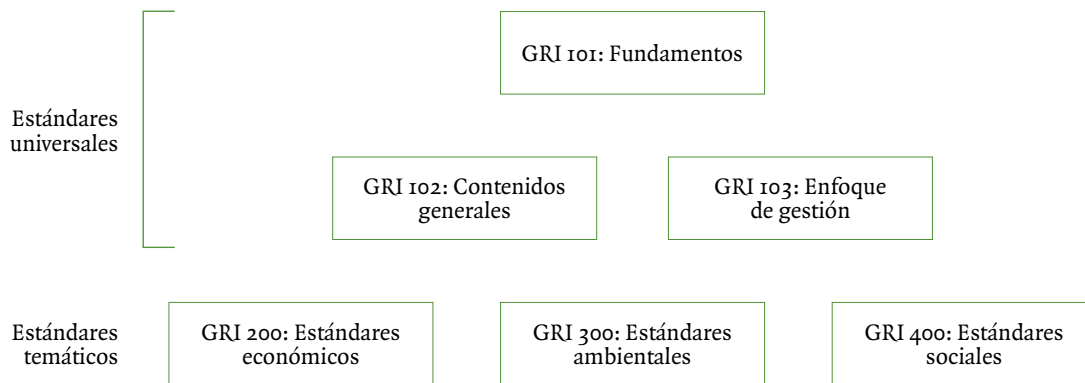 GRI 101: Fundamentos
Estándares
universales
GRI 102: Contenidos
generales
GRI 103: Enfoque
de gestión
Estándares
temáticos
GRI 200: Estándares
económicos
GRI 300: Estándares
ambientales
GRI 400: Estándares
sociales